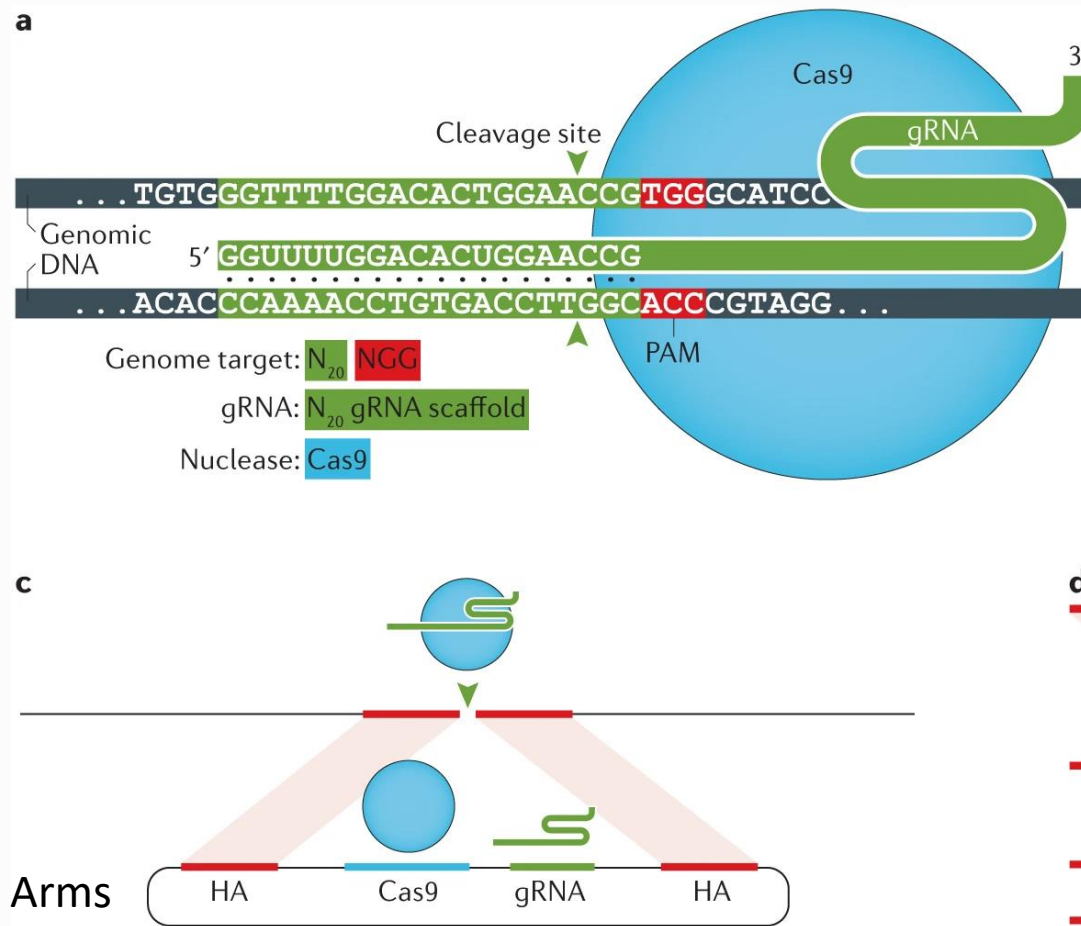 a
Cas9
3
gRNA
Cleavage site
...TGTGGGTTTTGGACACTGGAACCGTGGGCATCC
Genomic
DNA
5′ GGUUUUGGACACUGGAACCG
...ACACCCAAAACCTGTGACCTTGGCACCCGTAGG...
PAM
Genome target: N20 NGG
gRNA: N20 gRNA scaffold
Nuclease: Cas9
c
d
Arms
HA Cas9 gRNA HA